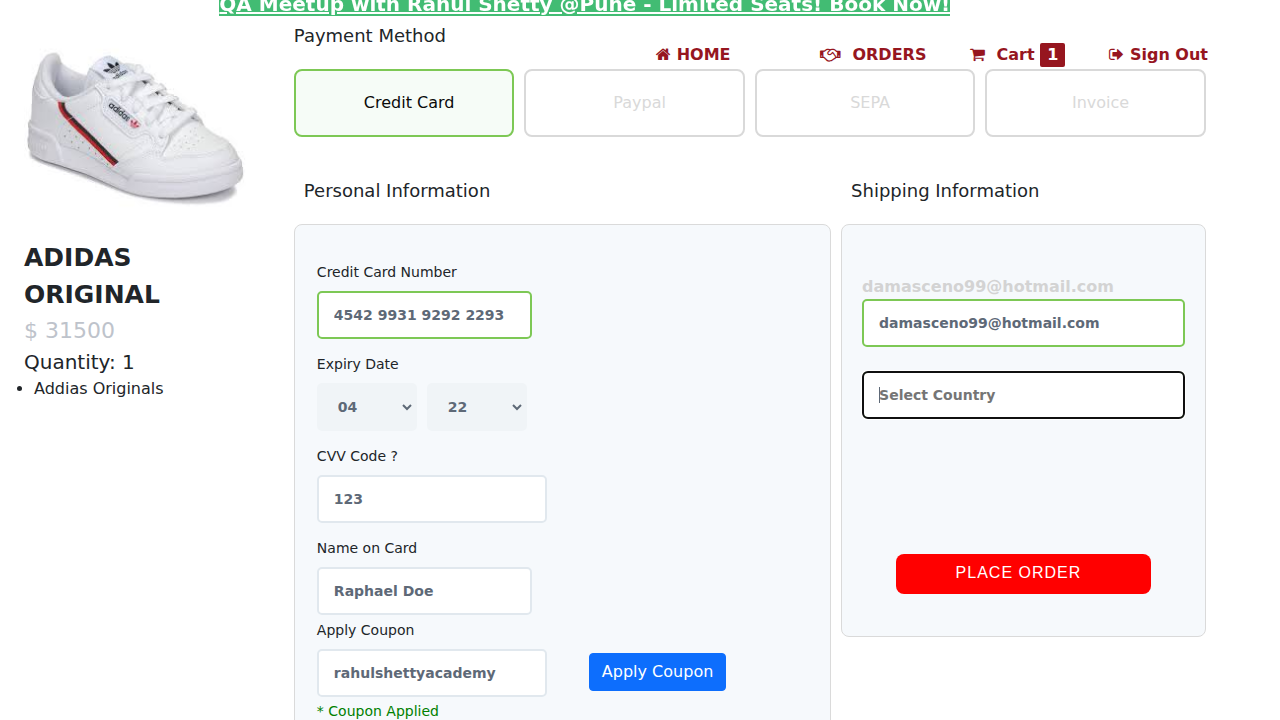 QA Meetup with Rahul Shetty @Pune - Limited Seats! Book Now!
Payment Method
HOME
ORDERS
Cart 1
Sign Out
Credit Card
Paypal
SEPA
Invoice
adidas
adidas
ADIDAS
ORIGINAL
$ 31500
Quantity: 1
Addias Originals
Personal Information
Credit Card Number
4542 9931 9292 2293
Expiry Date
04
22
CVV Code ?
123
Name on Card
Raphael Doe
Apply Coupon
rahulshettyacademy
Apply Coupon
* Coupon Applied
Shipping Information
damasceno99@hotmail.com
damasceno99@hotmail.com
Select Country
PLACE ORDER